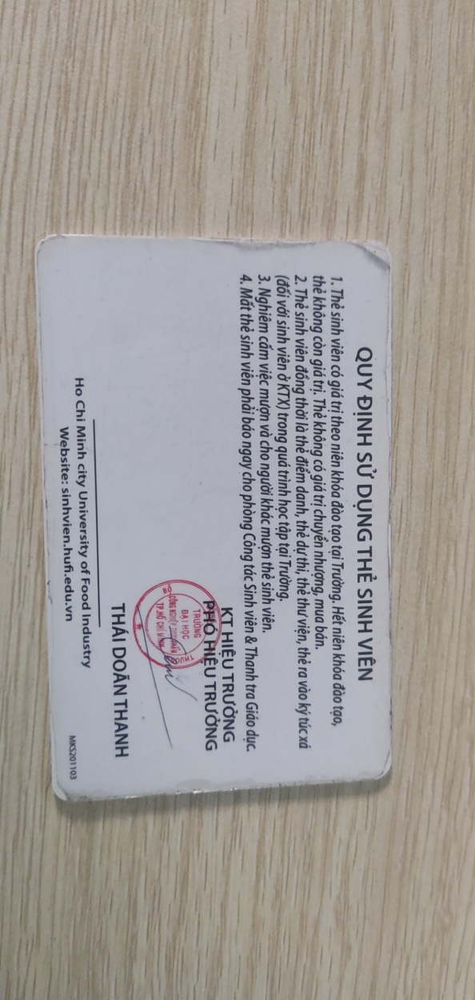 QUY ĐỊNH SỬ DỤNG THẺ SINH VIÊN
1. Thẻ sinh viên có giá trị theo niên khóa đào tạo tại Trường. Hết niên khóa đào tạo,
thẻ không còn giá trị. Thẻ không có giá trị chuyển nhượng, mua bán.
2. Thẻ sinh viên đồng thời là thẻ điểm danh, thẻ dự thi, thẻ thư viện, thẻ ra vào ký túc xá
(đối với sinh viên ở KTX) trong quá trình học tập tại Trường.
3. Nghiêm cấm việc mượn và cho người khác mượn thẻ sinh viên.
4. Mất thẻ sinh viên phải báo ngay cho phòng Công tác Sinh viên & Thanh tra Giáo dục.
KT HIỆU TRƯỞNG
PHÓ HIỆU TRƯỞNG
TRƯỜNG
ĐẠI HỌC
CÔNG NGHIỆP THỰC PHẨM
TP.HỒ CHÍ MINH
THÁI DOÃN THANH
Ho Chi Minh city University of Food Industry
Website: sinhvien.hufi.edu.vn
MKS201103